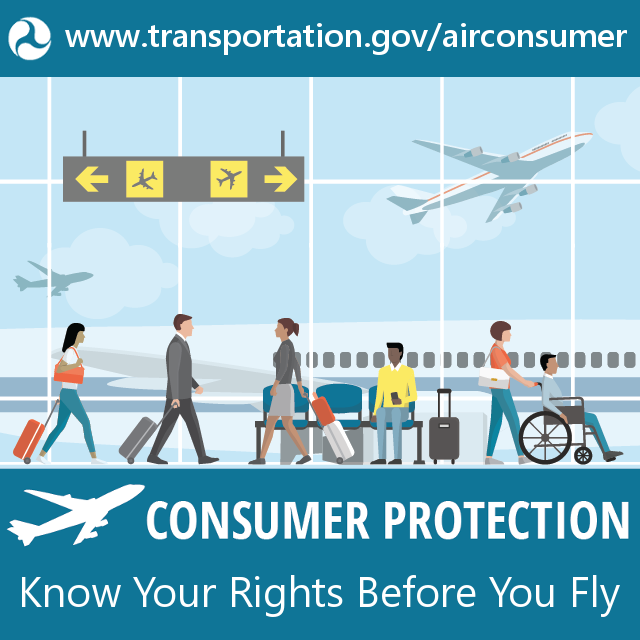 www.transportation.gov/airconsumer
CONSUMER PROTECTION
Know Your Rights Before You Fly